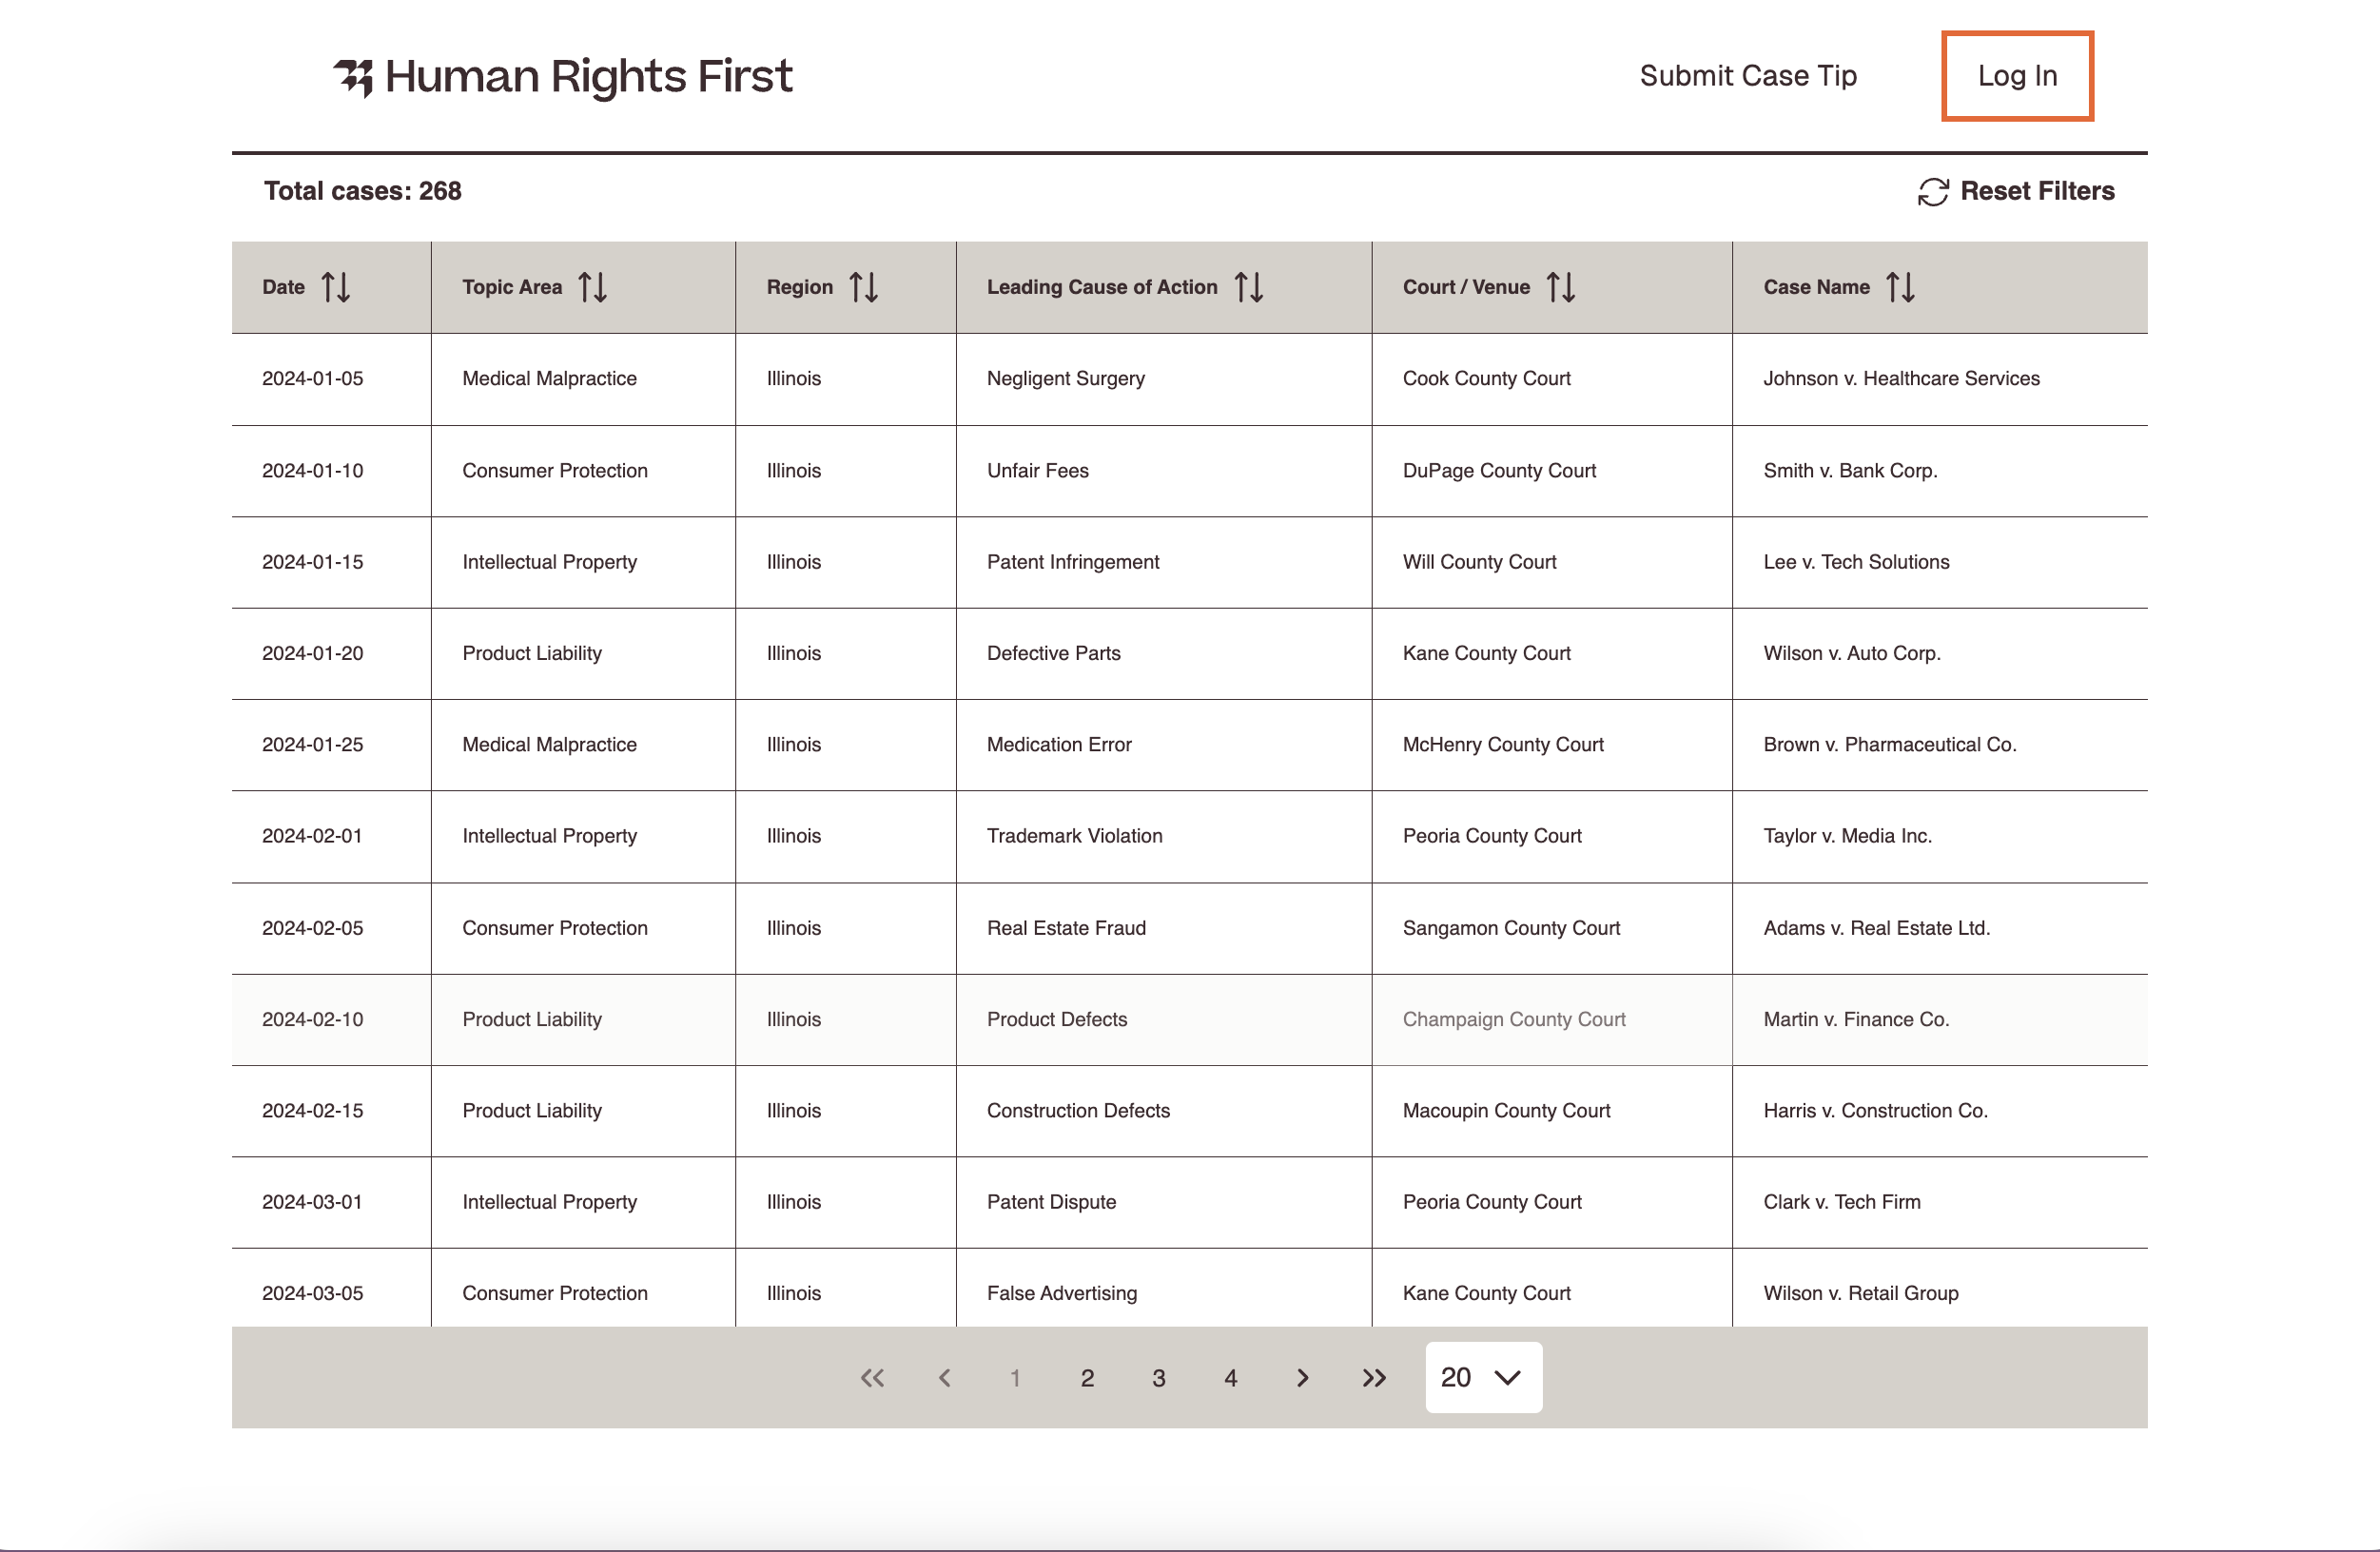 Human Rights First
Submit Case Tip
Log In
Total cases: 268
Reset Filters
Date Topic Area Region Leading Cause of Action Court / Venue Case Name
2024-01-05 Medical Malpractice Illinois Negligent Surgery Cook County Court Johnson v. Healthcare Services
2024-01-10 Consumer Protection Illinois Unfair Fees DuPage County Court Smith v. Bank Corp.
2024-01-15 Intellectual Property Illinois Patent Infringement Will County Court Lee v. Tech Solutions
2024-01-20 Product Liability Illinois Defective Parts Kane County Court Wilson v. Auto Corp.
2024-01-25 Medical Malpractice Illinois Medication Error McHenry County Court Brown v. Pharmaceutical Co.
2024-02-01 Intellectual Property Illinois Trademark Violation Peoria County Court Taylor v. Media Inc.
2024-02-05 Consumer Protection Illinois Real Estate Fraud Sangamon County Court Adams v. Real Estate Ltd.
2024-02-10 Product Liability Illinois Product Defects Champaign County Court Martin v. Finance Co.
2024-02-15 Product Liability Illinois Construction Defects Macoupin County Court Harris v. Construction Co.
2024-03-01 Intellectual Property Illinois Patent Dispute Peoria County Court Clark v. Tech Firm
2024-03-05 Consumer Protection Illinois False Advertising Kane County Court Wilson v. Retail Group
1 2 3 4 20